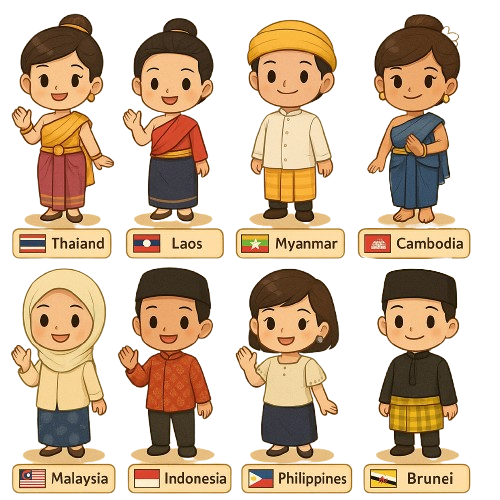 Thaiand
Laos
Myanmar
Cambodia
Malaysia
Indonesia
Philippines
Brunei